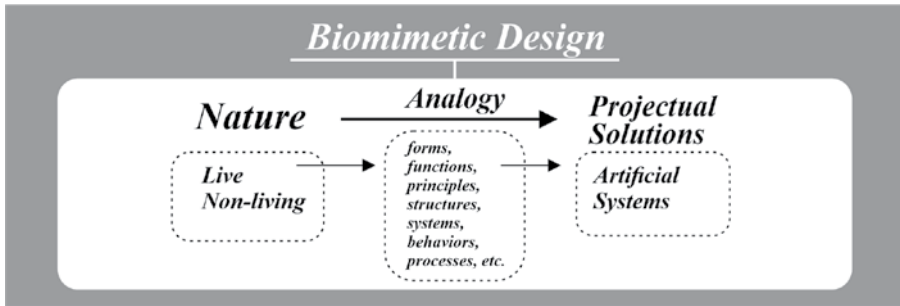 Biomimetic Design
Nature
Analogy
Projectual
Solutions
Live
Non-living
forms,
functions,
principles,
structures,
systems,
behaviors,
processes, etc.
Artificial
Systems